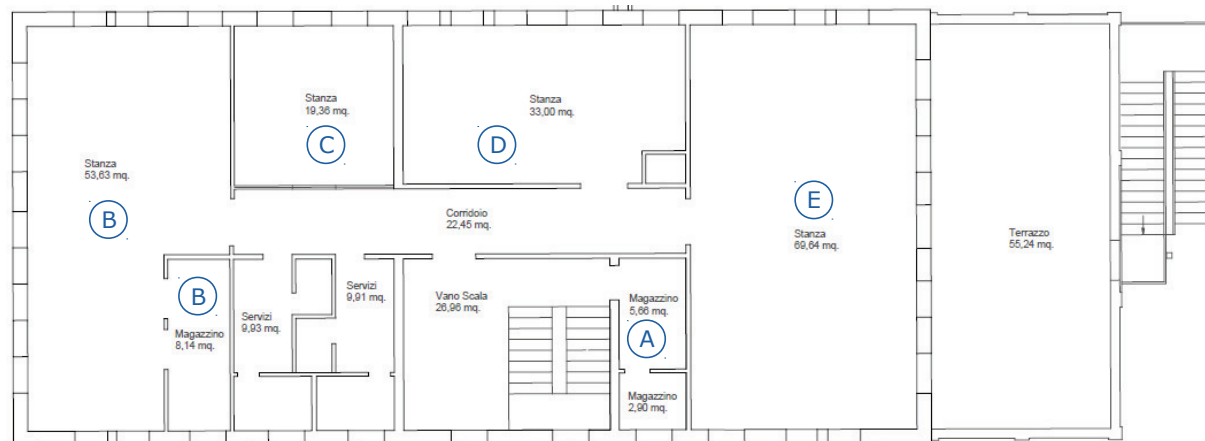 Stanza
19,36 mq.
C
Stanza
33,00 mq.
D
Stanza
53,63 mq.
B
E
Stanza
69,64 mq.
Corridoio
22,45 mq.
Terrazzo
55,24 mq.
B
Magazzino
8,14 mq.
Servizi
9,93 mq.
Servizi
9,91 mq.
Vano Scala
26,96 mq.
Magazzino
5,66 mq.
A
Magazzino
2,90 mq.